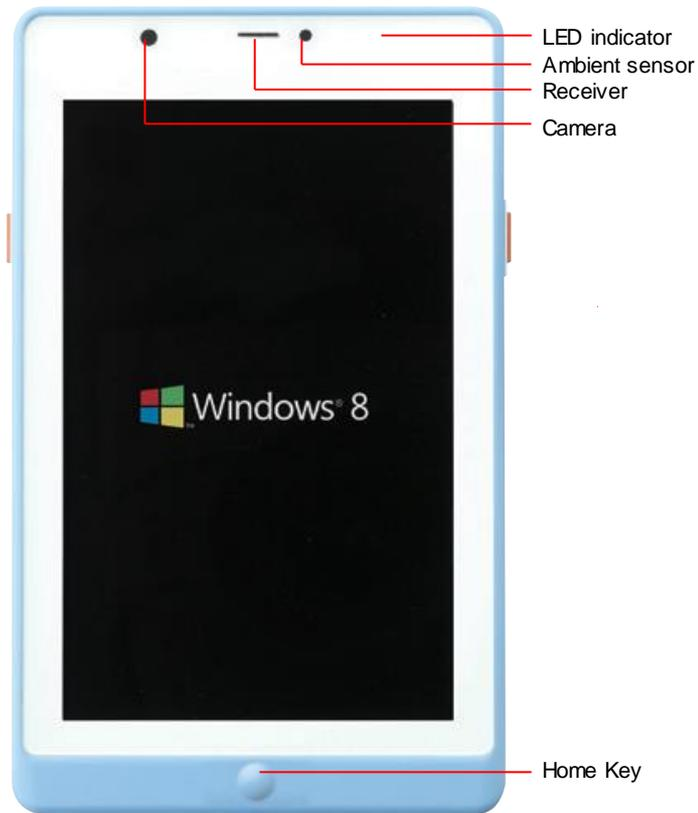 LED indicator
Ambient sensor
Receiver
Camera
Windows® 8
Home Key